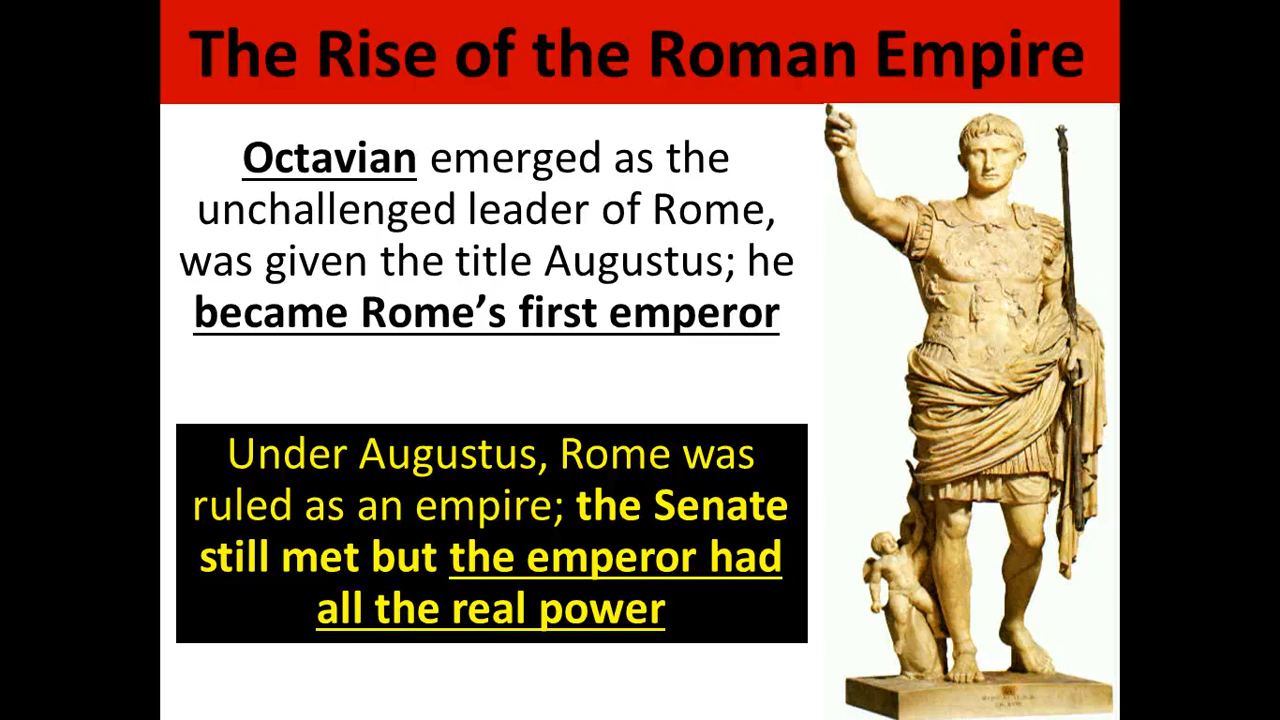 The Rise of the Roman Empire
Octavian emerged as the
unchallenged leader of Rome,
was given the title Augustus; he
became Rome’s first emperor
Under Augustus, Rome was
ruled as an empire; the Senate
still met but the emperor had
all the real power